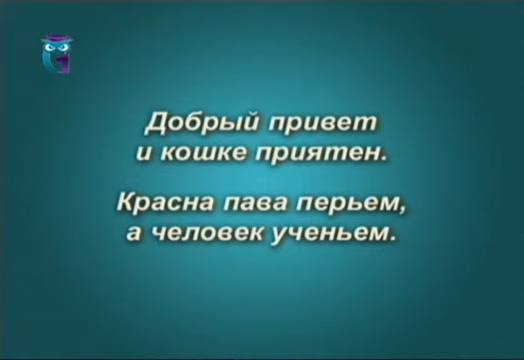 Добрый привет
и кошке приятен.
Красна пава перьем,
а человек ученьем.